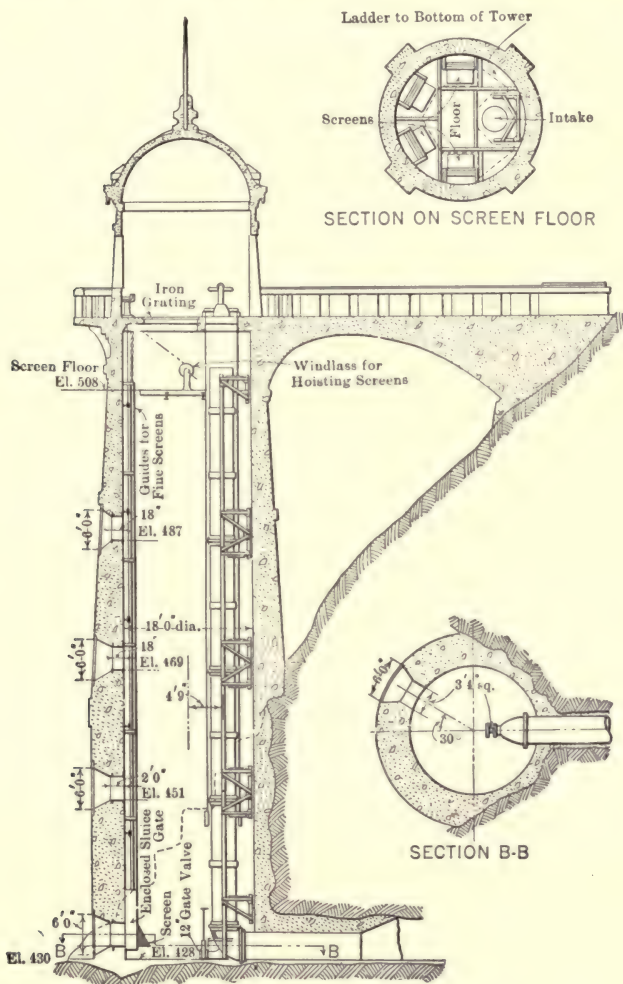 Ladder to Bottom of Tower
Screens
Floor
Intake
SECTION ON SCREEN FLOOR
Iron
Grating
Screen Floor
El. 508
Windlass for
Hoisting Screens
Guides for
Fine Screens
6'0"
18"
El. 487
18'-0" dia.
6'0"
18'
El. 469
4'9"
6'0"
3'4" sq.
30
6'0"
2'0"
El. 451
SECTION B-B
Enclosed Sluice
Gate
Screen
12" Gate Valve
6'0"
B
El. 428
B
El. 430